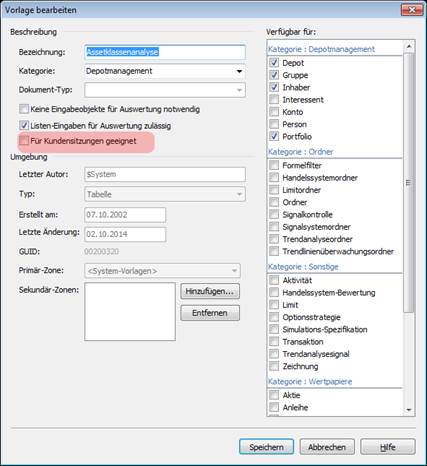 Vorlage bearbeiten
Beschreibung
Bezeichnung: Assetklassenanalyse
Kategorie: Depotmanagement
Dokument-Typ:
Keine Eingabeobjekte für Auswertung notwendig
Listen-Eingaben für Auswertung zulässig
Für Kundensitzungen geeignet
Umgebung
Letzter Autor: $System
Typ: Tabelle
Erstellt am: 07.10.2002
Letzte Änderung: 02.10.2014
GUID: 00200320
Primär-Zone: <System-Vorlagen>
Sekundär-Zonen:
Hinzufügen...
Entfernen
Verfügbar für:
Kategorie : Depotmanagement
Depot
Gruppe
Inhaber
Interessent
Konto
Person
Portfolio
Kategorie : Ordner
Formelfilter
Handelssystemordner
Limitordner
Ordner
Signalkontrolle
Signalsystemordner
Trendanalyseordner
Trendlinienüberwachungsordner
Kategorie : Sonstige
Aktivität
Handelssystem-Bewertung
Limit
Optionsstrategie
Simulations-Spezifikation
Transaktion
Trendanalysesignal
Zeichnung
Kategorie : Wertpapiere
Aktie
Anleihe
Speichern
Abbrechen
Hilfe